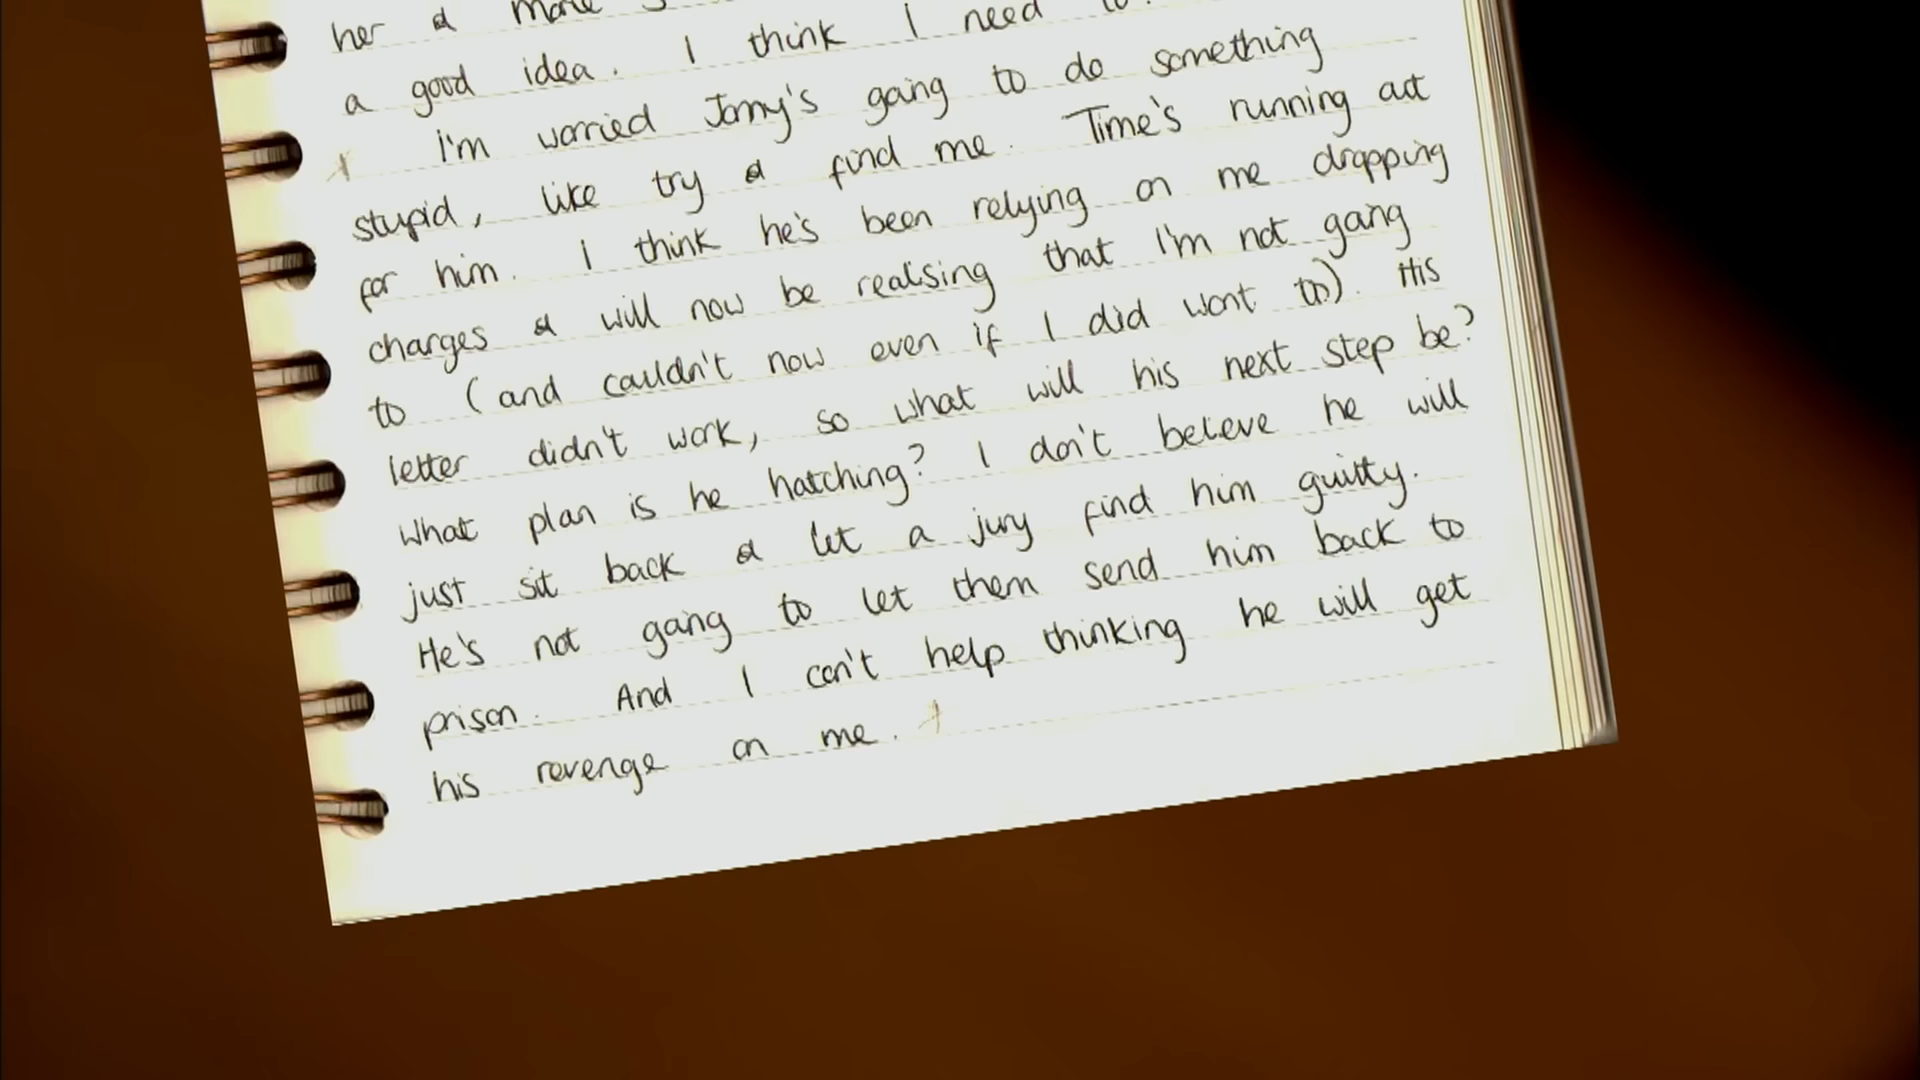 her & make
a good idea. I think I need to.
I'm worried Jonny's going to do something
stupid, like try & find me. Time's running out
for him. I think he's been relying on me dropping
charges & will now be realising that I'm not going
to (and couldn't now even if I did want to). His
letter didn't work, so what will his next step be?
What plan is he hatching? I don't believe he will
just sit back & let a jury find him guilty.
He's not going to let them send him back to
prison. And I can't help thinking he will get
his revenge on me.